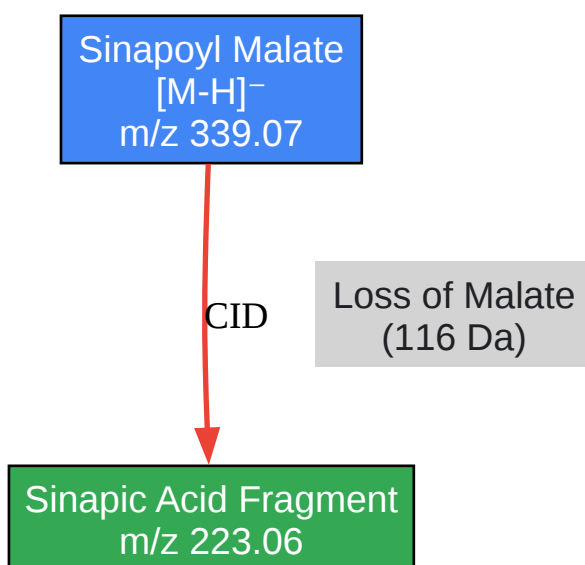 Sinapoyl Malate
[M-H]⁻
m/z 339.07
CID
Loss of Malate
(116 Da)
Sinapic Acid Fragment
m/z 223.06